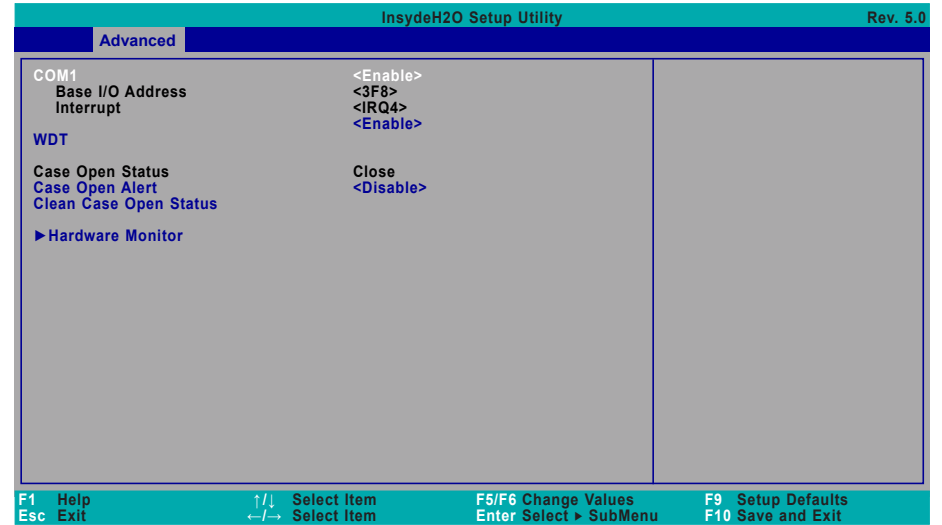 InsydeH2O Setup Utility Rev. 5.0
Advanced
COM1 <Enable>
Base I/O Address <3F8>
Interrupt <IRQ4>
<Enable>
WDT
Case Open Status Close
Case Open Alert <Disable>
Clean Case Open Status
►Hardware Monitor
F1 Help ↑/↓ Select Item F5/F6 Change Values F9 Setup Defaults
Esc Exit ←/→ Select Item Enter Select ► SubMenu F10 Save and Exit